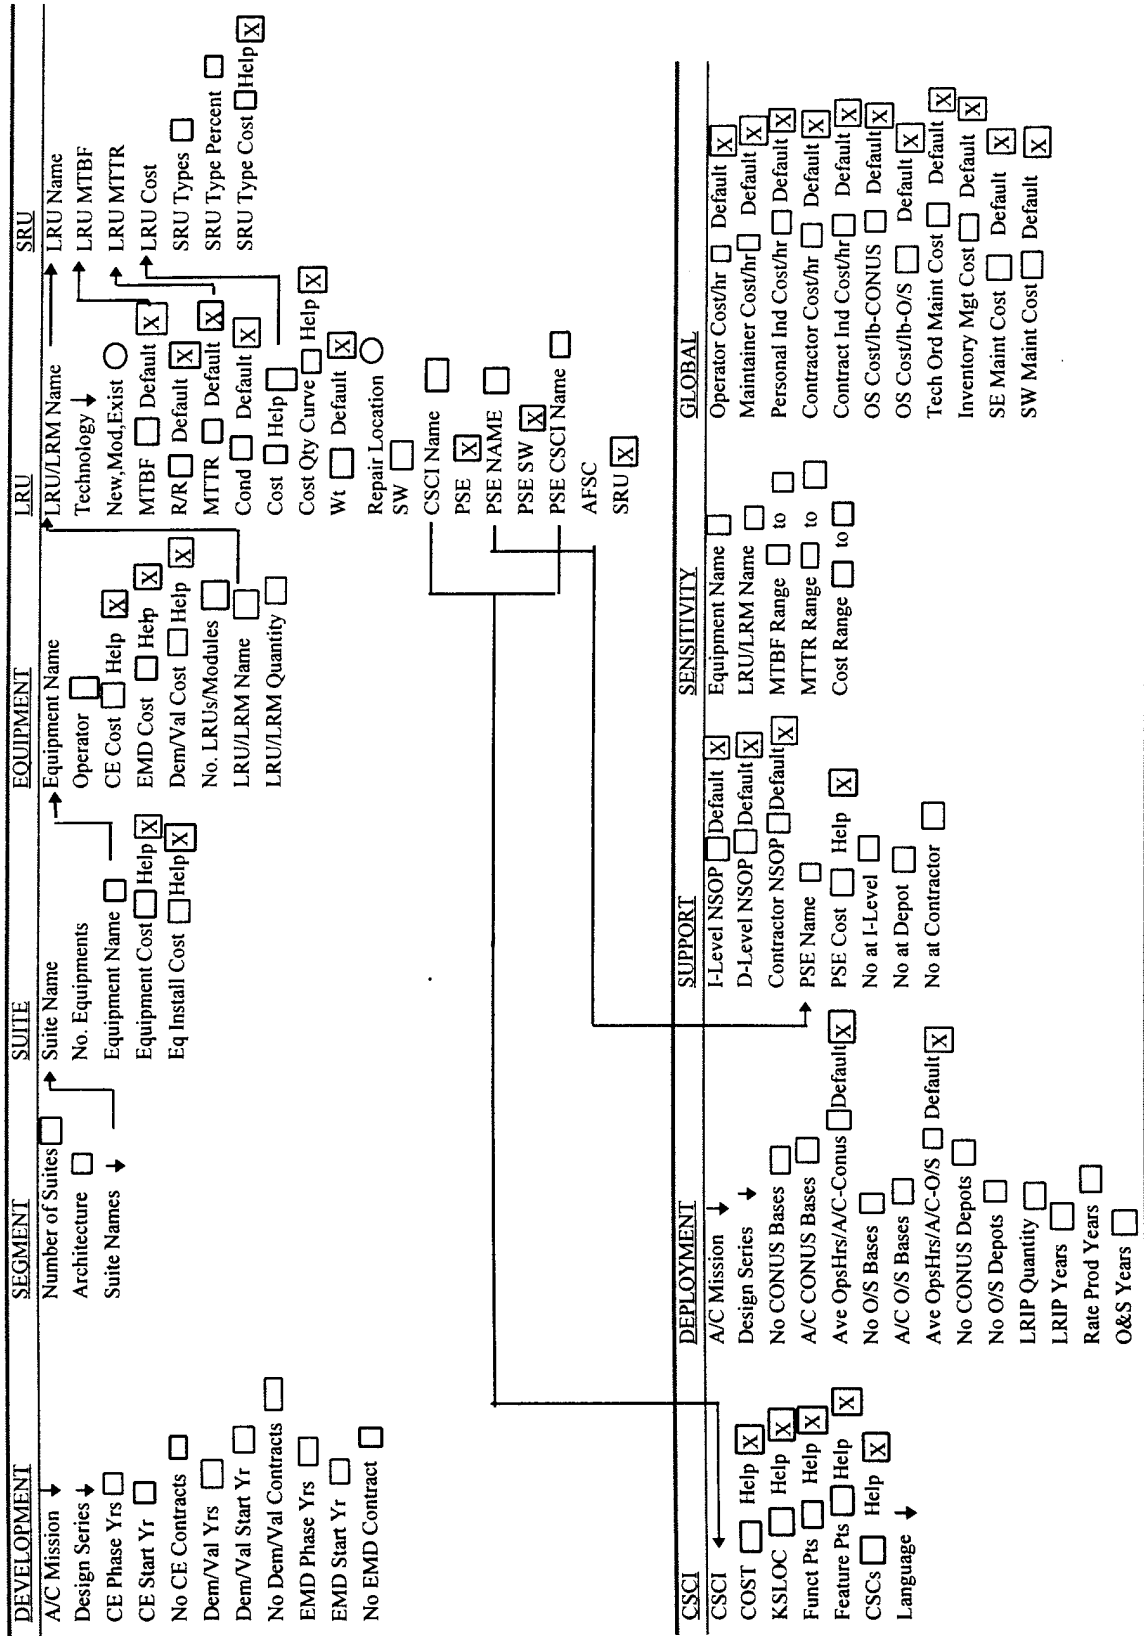 DEVELOPMENT
A/C Mission
Design Series
CE Phase Yrs
CE Start Yr
No CE Contracts
Dem/Val Yrs
Dem/Val Start Yr
No Dem/Val Contracts
EMD Phase Yrs
EMD Start Yr
No EMD Contract
SEGMENT
Number of Suites
Architecture
Suite Names
SUITE
Suite Name
No. Equipments
Equipment Name
Equipment Cost Help X
Eq Install Cost Help X
EQUIPMENT
Equipment Name
Operator
CE Cost Help X
EMD Cost Help X
Dem/Val Cost Help X
No. LRUs/Modules
LRU/LRM Name
LRU/LRM Quantity
LRU
LRU/LRM Name
Technology
New,Mod,Exist
MTBF Default X
R/R Default X
MTTR Default X
Cond Default X
Cost Help
Cost Qty Curve Help X
Wt Default X
Repair Location
SW
CSCI Name
PSE X
PSE NAME
PSE SW X
PSE CSCI Name
AFSC
SRU X
SRU
LRU Name
LRU MTBF
LRU MTTR
LRU Cost
SRU Types
SRU Type Percent
SRU Type Cost Help X
CSCI
CSCI
COST Help X
KSLOC Help X
Funct Pts Help X
Feature Pts Help X
CSCs Help X
Language
DEPLOYMENT
A/C Mission
Design Series
No CONUS Bases
A/C CONUS Bases
Ave OpsHrs/A/C-Conus Default X
No O/S Bases
A/C O/S Bases
Ave OpsHrs/A/C-O/S Default X
No CONUS Depots
No O/S Depots
LRIP Quantity
LRIP Years
Rate Prod Years
O&S Years
SUPPORT
I-Level NSOP Default X
D-Level NSOP Default X
Contractor NSOP Default X
PSE Name
PSE Cost Help X
No at I-Level
No at Depot
No at Contractor
SENSITIVITY
Equipment Name
LRU/LRM Name
MTBF Range to
MTTR Range to
Cost Range to
GLOBAL
Operator Cost/hr Default X
Maintainer Cost/hr Default X
Personal Ind Cost/hr Default X
Contractor Cost/hr Default X
Contract Ind Cost/hr Default X
OS Cost/lb-CONUS Default X
OS Cost/lb-O/S Default X
Tech Ord Maint Cost Default X
Inventory Mgt Cost Default X
SE Maint Cost Default X
SW Maint Cost Default X